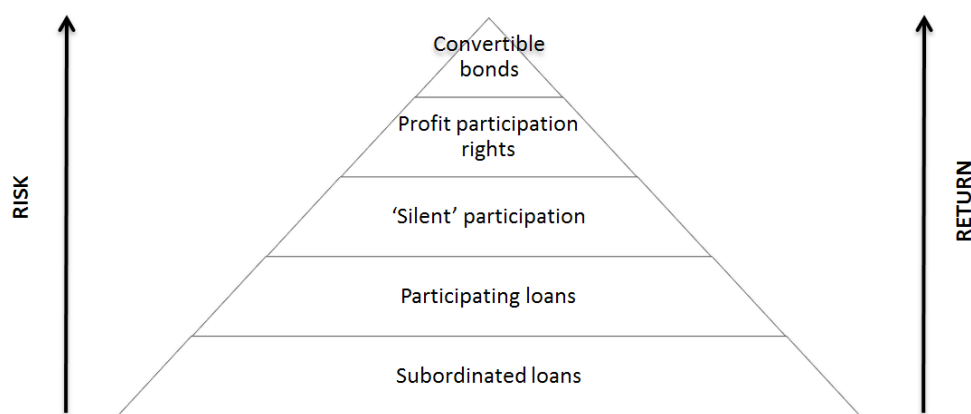 Convertible
bonds
Profit participation
rights
‘Silent’ participation
Participating loans
Subordinated loans
RISK
RETURN